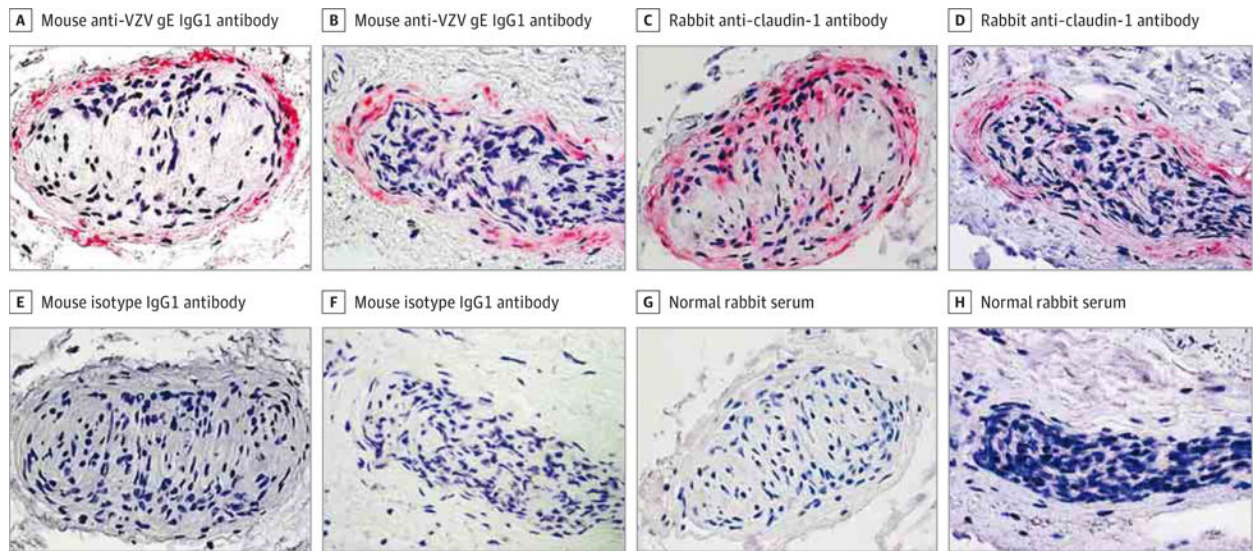 A Mouse anti-VZV gE IgG1 antibody
B Mouse anti-VZV gE IgG1 antibody
C Rabbit anti-claudin-1 antibody
D Rabbit anti-claudin-1 antibody
E Mouse isotype IgG1 antibody
F Mouse isotype IgG1 antibody
G Normal rabbit serum
H Normal rabbit serum